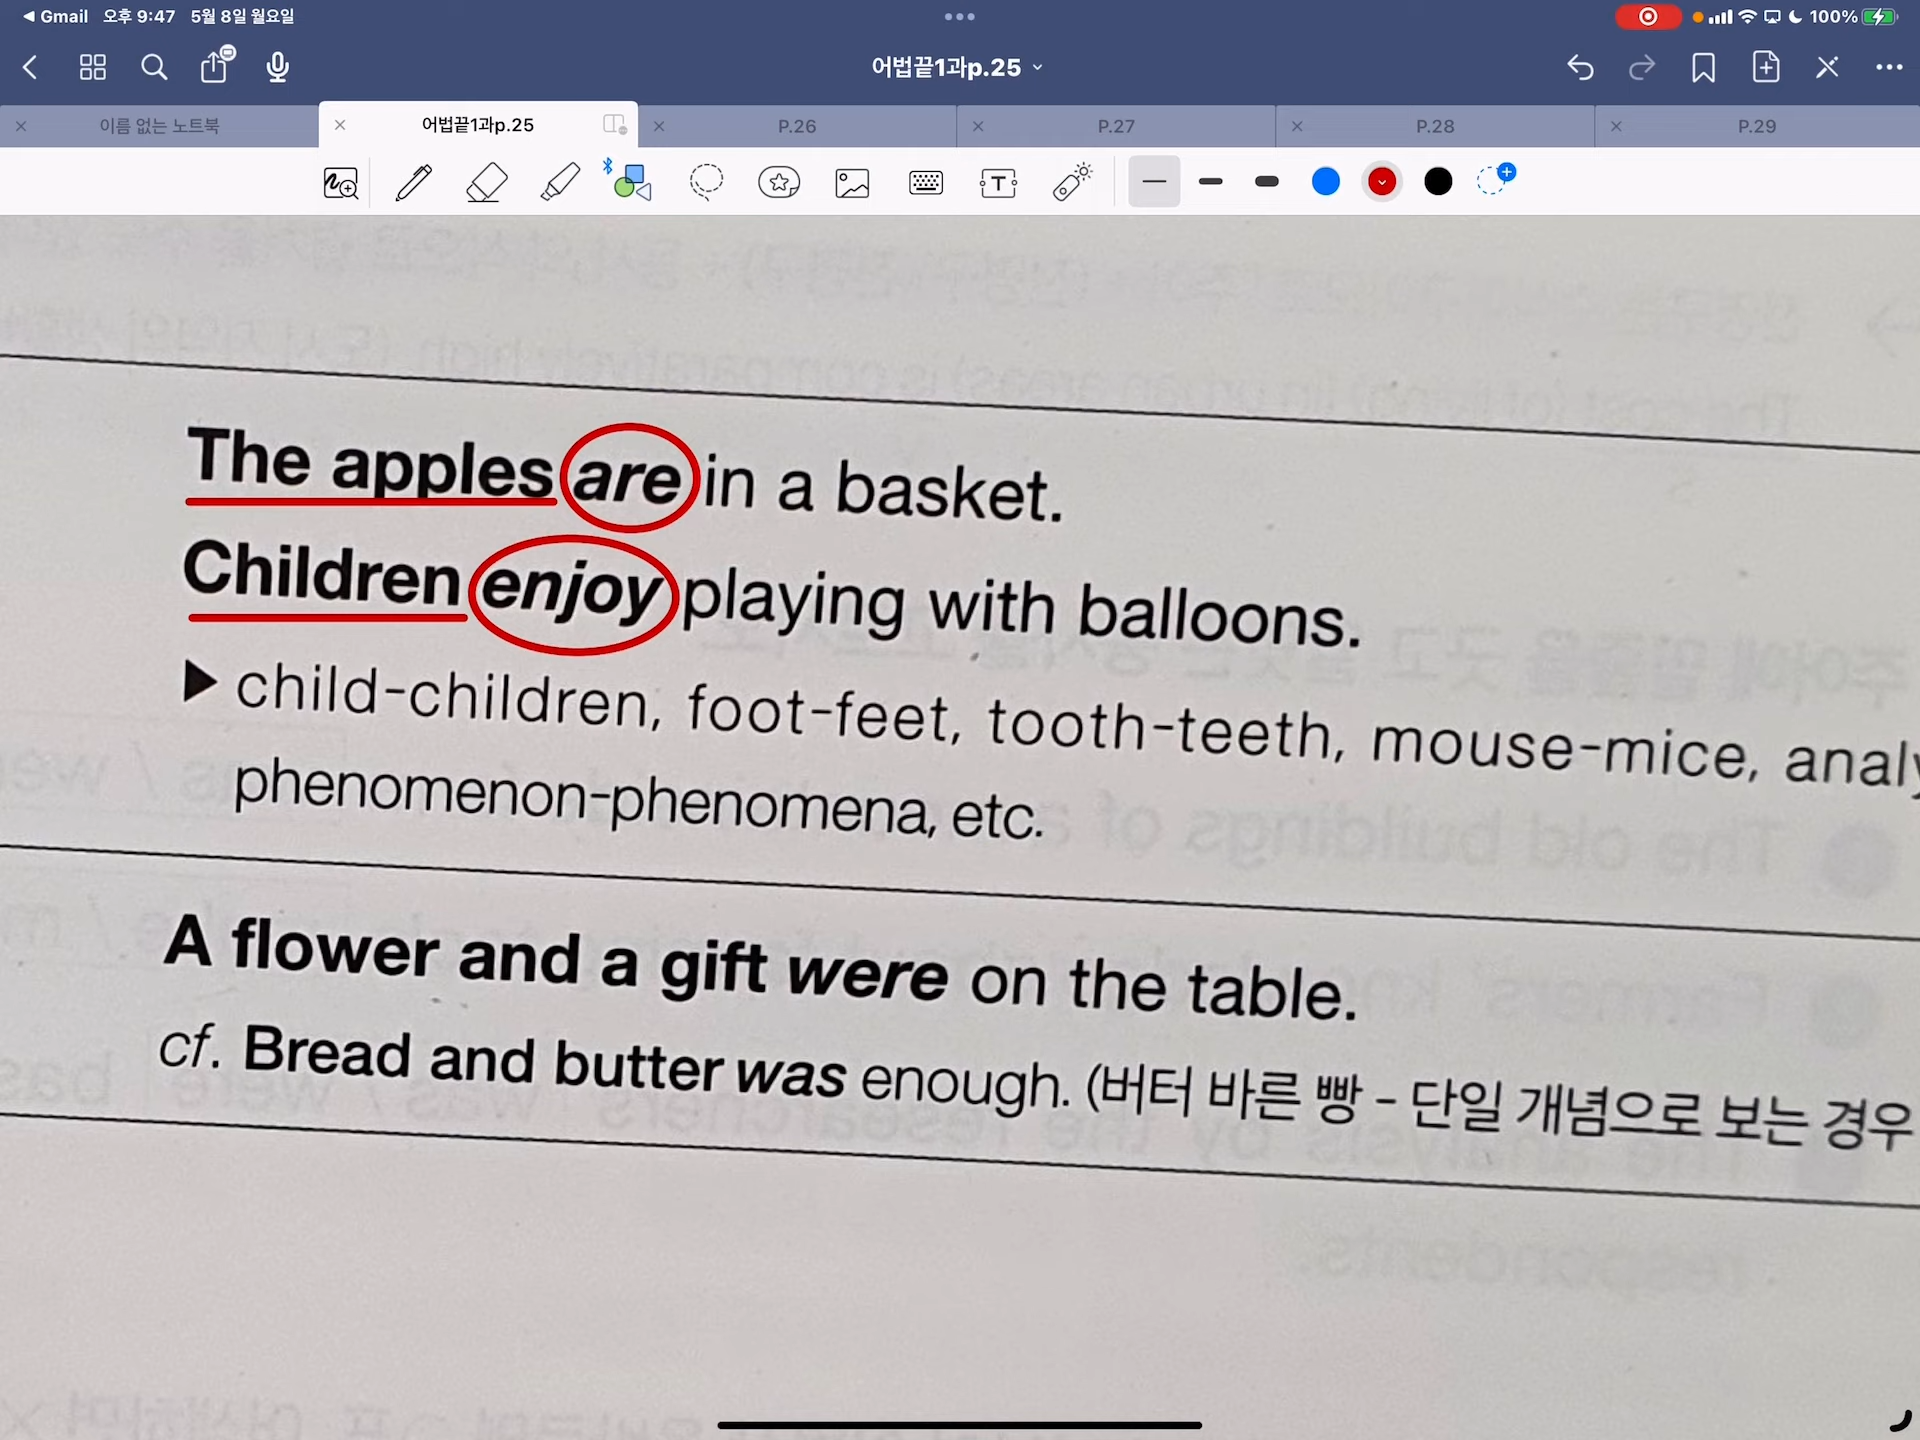 ◀ Gmail 오후 9:47 5월 8일 월요일
100%
어법끝1과p.25
이름 없는 노트북
어법끝1과p.25
P.26
P.27
P.28
P.29
The apples are in a basket.
Children enjoy playing with balloons.
▶ child-children, foot-feet, tooth-teeth, mouse-mice,
phenomenon-phenomena, etc.
A flower and a gift were on the table.
cf. Bread and butter was enough. (버터 바른 빵 - 단일 개념으로 보는 경우